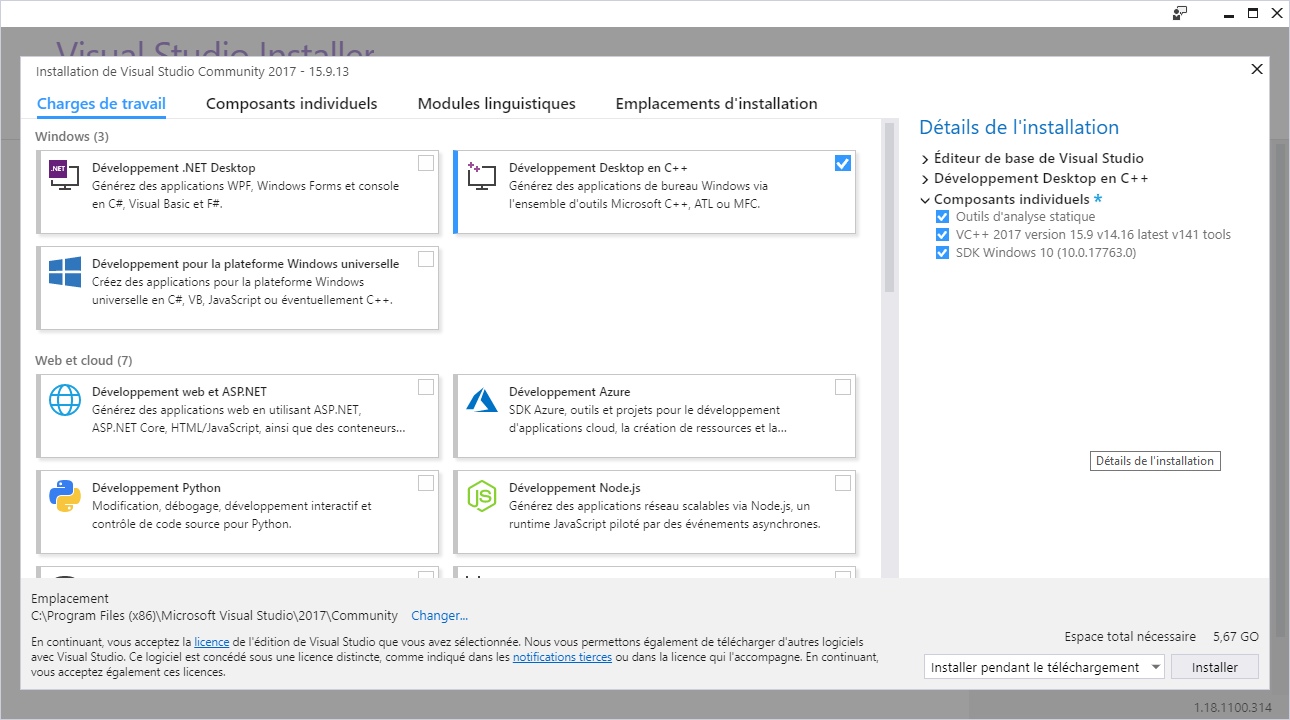 Visual Studio Installer
Installation de Visual Studio Community 2017 - 15.9.13
Charges de travail
Composants individuels
Modules linguistiques
Emplacements d'installation
Windows (3)
.NET
Développement .NET Desktop
Générez des applications WPF, Windows Forms et console
en C#, Visual Basic et F#.
Développement Desktop en C++
Générez des applications de bureau Windows via
l'ensemble d'outils Microsoft C++, ATL ou MFC.
Développement pour la plateforme Windows universelle
Créez des applications pour la plateforme Windows
universelle en C#, VB, JavaScript ou éventuellement C++.
Web et cloud (7)
Développement web et ASP.NET
Générez des applications web en utilisant ASP.NET,
ASP.NET Core, HTML/JavaScript, ainsi que des conteneurs...
Développement Azure
SDK Azure, outils et projets pour le développement
d'applications cloud, la création de ressources et la...
Développement Python
Modification, débogage, développement interactif et
contrôle de code source pour Python.
JS
Développement Node.js
Générez des applications réseau scalables via Node.js, un
runtime JavaScript piloté par des événements asynchrones.
Détails de l'installation
Éditeur de base de Visual Studio
Développement Desktop en C++
Composants individuels *
Outils d'analyse statique
VC++ 2017 version 15.9 v14.16 latest v141 tools
SDK Windows 10 (10.0.17763.0)
Détails de l'installation
Emplacement
C:\Program Files (x86)\Microsoft Visual Studio\2017\Community
Changer...
En continuant, vous acceptez la licence de l'édition de Visual Studio que vous avez sélectionnée. Nous vous permettons également de télécharger d'autres logiciels
avec Visual Studio. Ce logiciel est concédé sous une licence distincte, comme indiqué dans les notifications tierces ou dans la licence qui l'accompagne. En continuant,
vous acceptez également ces licences.
Espace total nécessaire 5,67 GO
Installer pendant le téléchargement
Installer
1.18.1100.314